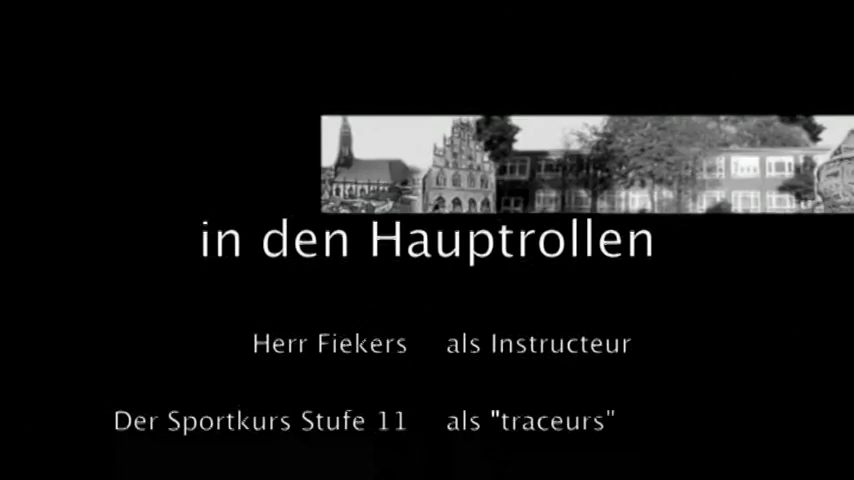 in den Hauptrollen
Herr Fiekers als Instructeur
Der Sportkurs Stufe 11 als "traceurs"